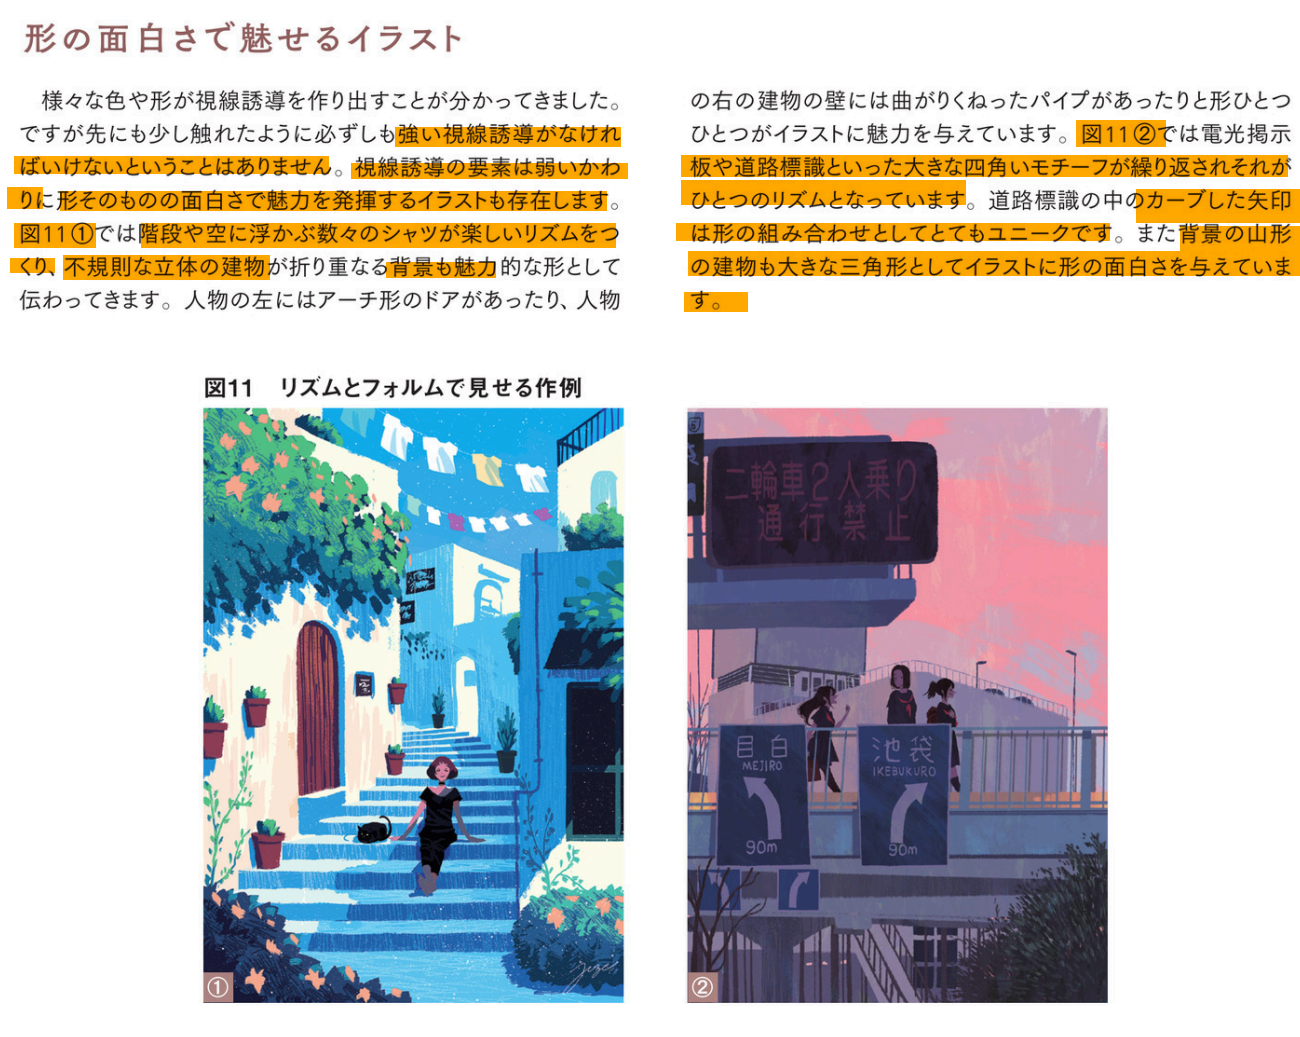 形の面白さで魅せるイラスト
様々な色や形が視線誘導を作り出すことが分かってきました。
ですが先にも少し触れたように必ずしも強い視線誘導がなけれ
ばいけないということはありません。視線誘導の要素は弱いかわ
りに形そのものの面白さで魅力を発揮するイラストも存在します。
図11①では階段や空に浮かぶ数々のシャツが楽しいリズムをつ
くり、不規則な立体の建物が折り重なる背景も魅力的な形として
伝わってきます。人物の左にはアーチ形のドアがあったり、人物
の右の建物の壁には曲がりくねったパイプがあったりと形ひとつ
ひとつがイラストに魅力を与えています。図11②では電光掲示
板や道路標識といった大きな四角いモチーフが繰り返されそれが
ひとつのリズムとなっています。道路標識の中のカーブした矢印
は形の組み合わせとしてとてもユニークです。また背景の山形
の建物も大きな三角形としてイラストに形の面白さを与えていま
す。
図11　リズムとフォルムで見せる作例
①
二輪車2人乗り
通行禁止
目白
MEJIRO
90m
池袋
IKEBUKURO
90m
②